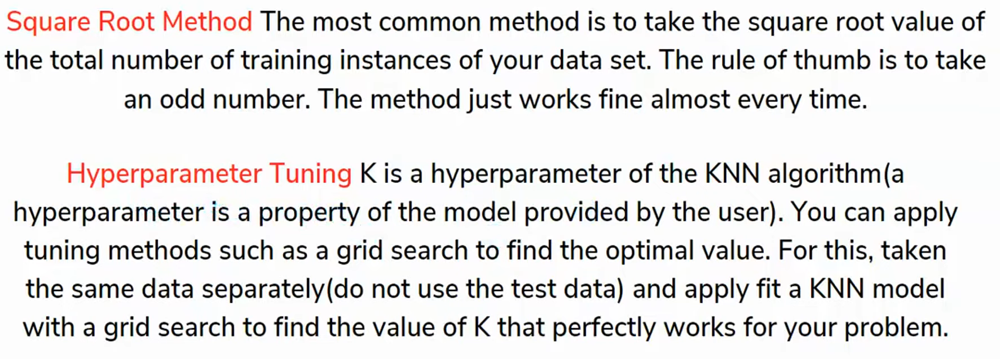 Square Root Method The most common method is to take the square root value of
the total number of training instances of your data set. The rule of thumb is to take
an odd number. The method just works fine almost every time.
Hyperparameter Tuning K is a hyperparameter of the KNN algorithm(a
hyperparameter is a property of the model provided by the user). You can apply
tuning methods such as a grid search to find the optimal value. For this, taken
the same data separately(do not use the test data) and apply fit a KNN model
with a grid search to find the value of K that perfectly works for your problem.